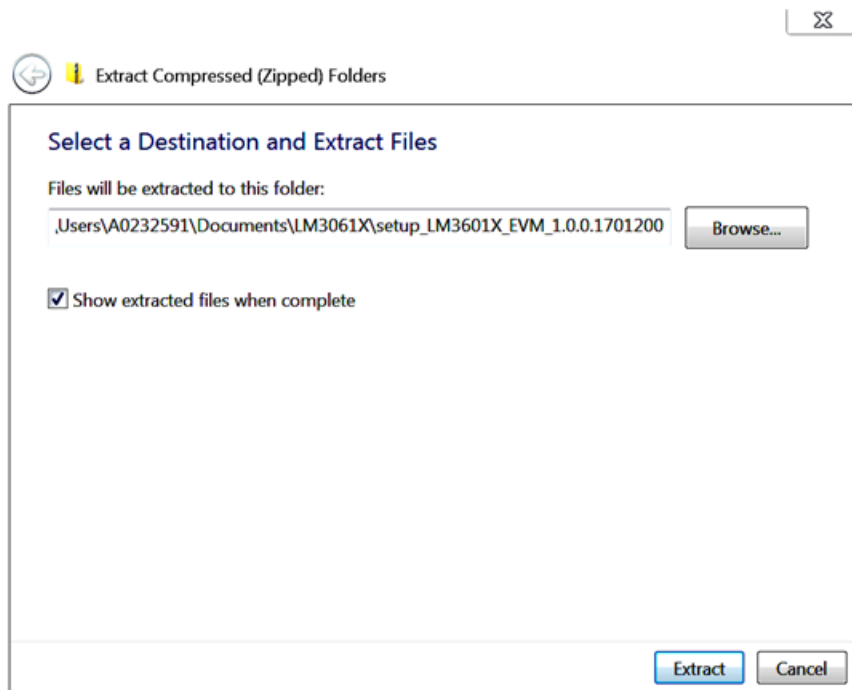 Extract Compressed (Zipped) Folders
Select a Destination and Extract Files
Files will be extracted to this folder:
,Users\A0232591\Documents\LM3061X\setup_LM3601X_EVM_1.0.0.1701200
Browse...
Show extracted files when complete
Extract
Cancel